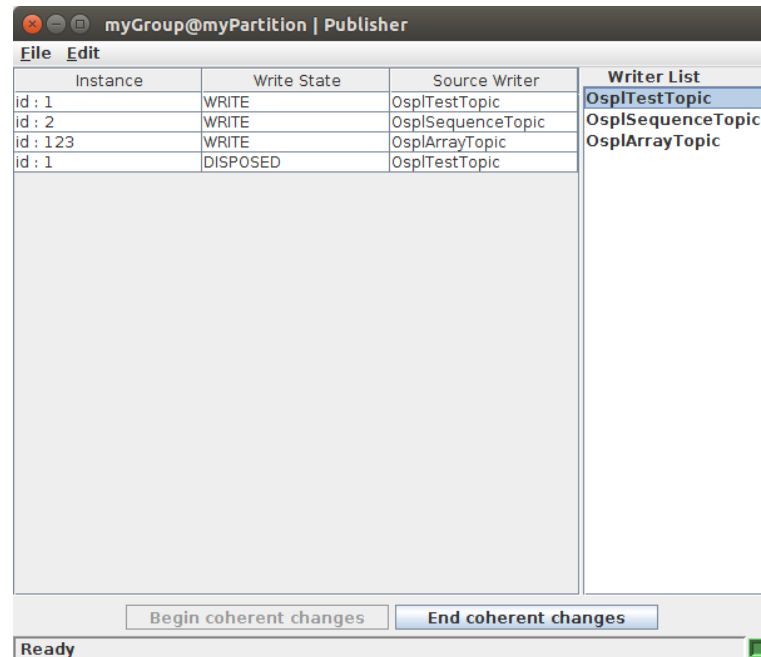 myGroup@myPartition | Publisher
File Edit
Instance Write State Source Writer Writer List
id : 1 WRITE OsplTestTopic OsplTestTopic
id : 2 WRITE OsplSequenceTopic OsplSequenceTopic
id : 123 WRITE OsplArrayTopic OsplArrayTopic
id : 1 DISPOSED OsplTestTopic
Begin coherent changes End coherent changes
Ready